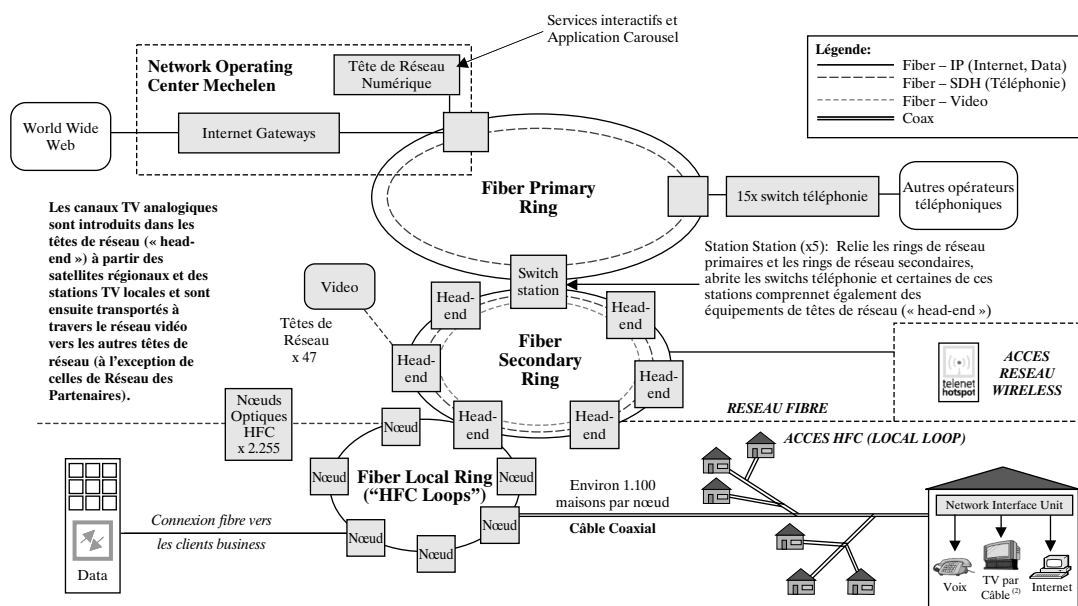 Services interactifs et
Application Carousel
Network Operating
Center Mechelen
Tête de Réseau
Numérique
World Wide
Web
Internet Gateways
Légende:
Fiber – IP (Internet, Data)
Fiber – SDH (Téléphonie)
Fiber – Video
Coax
Fiber Primary
Ring
15x switch téléphonie
Autres opérateurs
téléphoniques
Les canaux TV analogiques
sont introduits dans les
têtes de réseau (« head-
end ») à partir des
satellites régionaux et des
stations TV locales et sont
ensuite transportés à
travers le réseau vidéo
vers les autres têtes de
réseau (à l'exception de
celles de Réseau des
Partenaires).
Switch
station
Station Station (x5): Relie les rings de réseau
primaires et les rings de réseau secondaires,
abrite les switchs téléphonie et certaines de ces
stations comprennet également des
équipements de têtes de réseau (« head-end »)
Video
Têtes de
Réseau
x 47
Head-
end
Head-
end
Head-
end
Head-
end
Head-
end
Head-
end
Fiber
Secondary
Ring
telenet
hotspot
ACCES
RESEAU
WIRELESS
RESEAU FIBRE
ACCES HFC (LOCAL LOOP)
Nœuds
Optiques
HFC
x 2.255
Nœud
Nœud
Nœud
Nœud
Nœud
Nœud
Fiber Local Ring
("HFC Loops")
Environ 1.100
maisons par nœud
Câble Coaxial
Connexion fibre vers
les clients business
Data
Network Interface Unit
Voix
TV par
Câble (2)
Internet